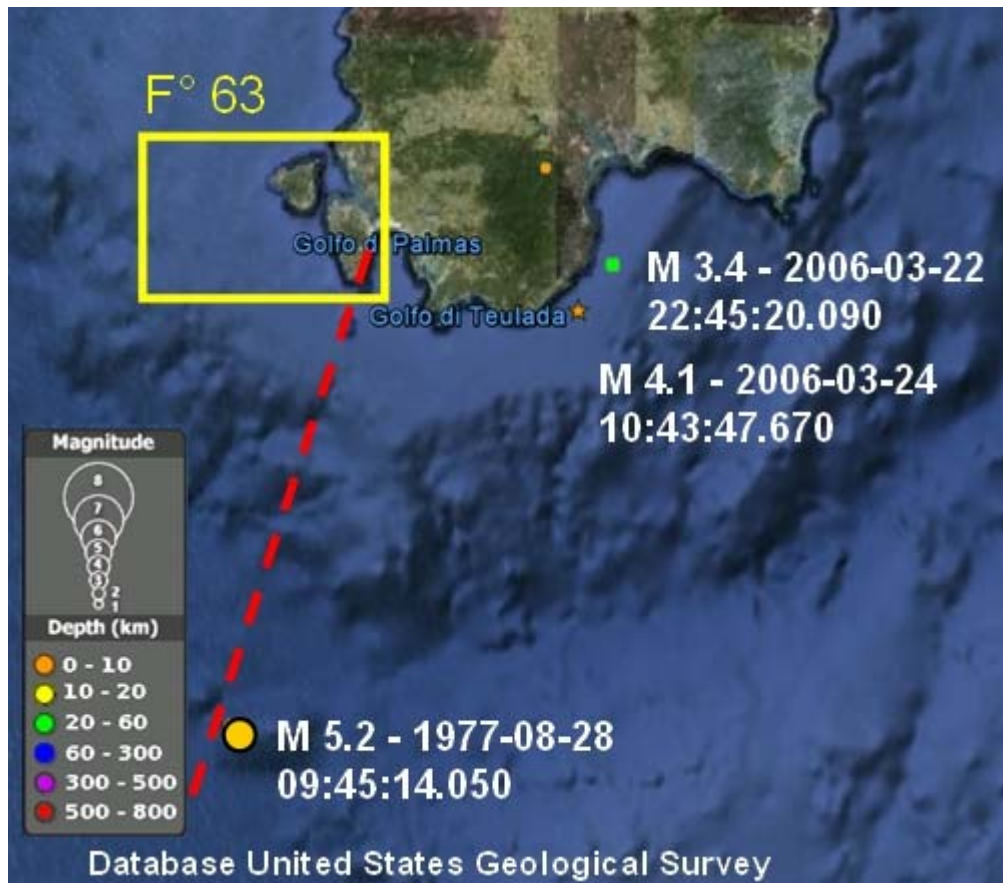 F° 63
Golfo di Palmas
Golfo di Teulada
M 3.4 - 2006-03-22
22:45:20.090
M 4.1 - 2006-03-24
10:43:47.670
Magnitude
8
7
6
5
4
3
2
1
Depth (km)
0 - 10
10 - 20
20 - 60
60 - 300
300 - 500
500 - 800
M 5.2 - 1977-08-28
09:45:14.050
Database United States Geological Survey